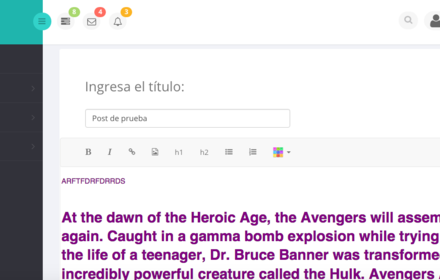 8 4 3
Ingresa el título:
Post de prueba
B I h1 h2
ARFTFDRFDRRDS
At the dawn of the Heroic Age, the Avengers will assem
again. Caught in a gamma bomb explosion while trying
the life of a teenager, Dr. Bruce Banner was transforme
incredibly powerful creature called the Hulk. Avengers